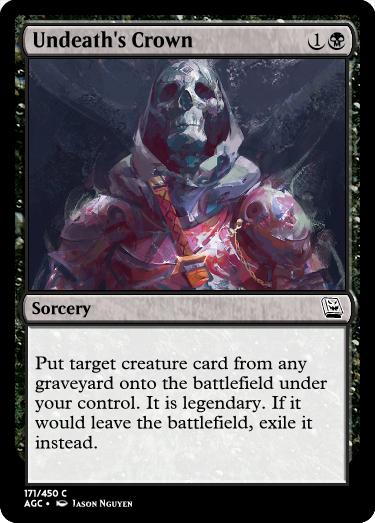 Undeath's Crown 1
Sorcery
Put target creature card from any
graveyard onto the battlefield under
your control. It is legendary. If it
would leave the battlefield, exile it
instead.
171/450 C
AGC • Jason Nguyen